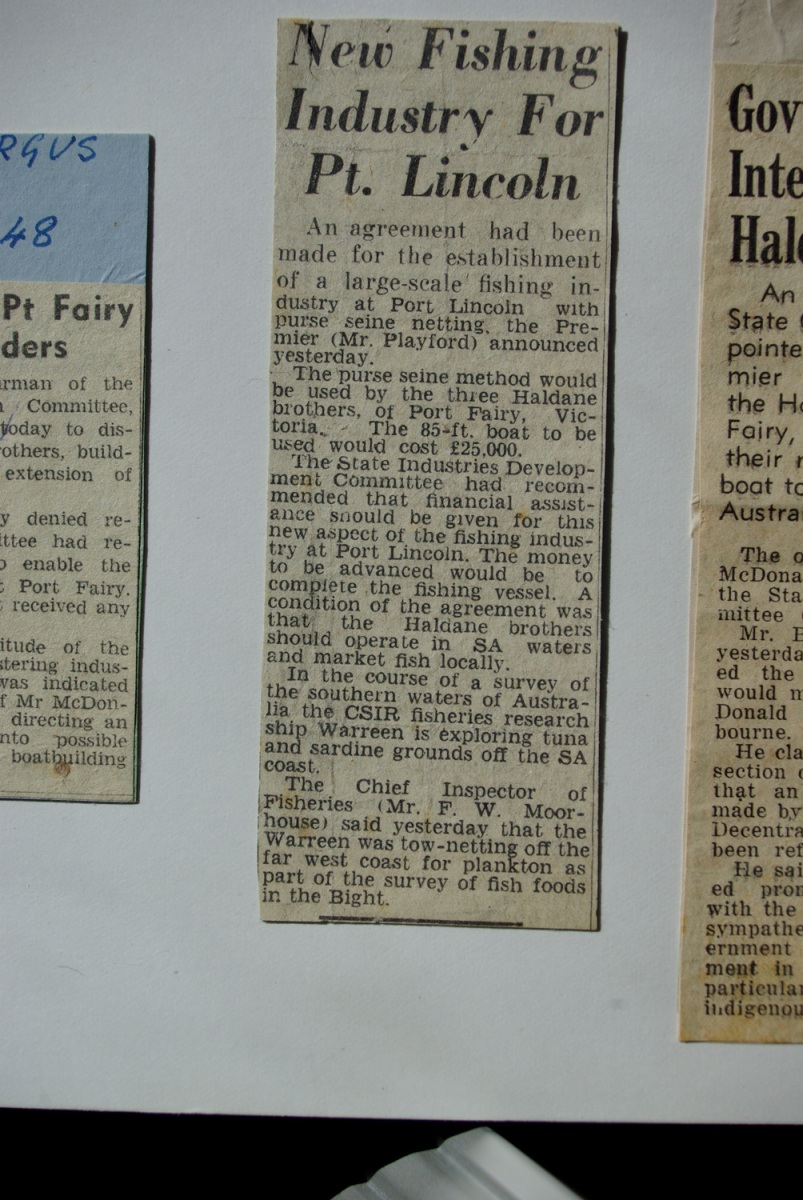 RGUS
48
Pt Fairy
ders
rman of the
Committee,
today to dis-
rothers, build-
extension of
y denied re-
ittee had re-
o enable the
Port Fairy.
received any
itude of the
stering indus-
was indicated
f Mr McDon-
directing an
nto possible
boatbuilding
New Fishing
Industry For
Pt. Lincoln
An agreement had been
made for the establishment
of a large-scale fishing in-
dustry at Port Lincoln with
purse seine netting, the Pre-
mier (Mr. Playford) announced
yesterday.
The purse seine method would
be used by the three Haldane
brothers, of Port Fairy, Vic-
toria. The 85-ft. boat to be
used would cost £25,000.
The State Industries Develop-
ment Committee had recom-
mended that financial assist-
ance should be given for this
new aspect of the fishing indus-
try at Port Lincoln. The money
to be advanced would be to
complete the fishing vessel. A
condition of the agreement was
that the Haldane brothers
should operate in SA waters
and market fish locally.
In the course of a survey of
the southern waters of Austra-
lia the CSIR fisheries research
ship Warreen is exploring tuna
and sardine grounds off the SA
coast.
The Chief Inspector of
Fisheries (Mr. F. W. Moor-
house) said yesterday that the
Warreen was tow-netting off the
far west coast for plankton as
part of the survey of fish foods
in the Bight.
Gov
Inte
Hald
An
State
pointe
mier
the Ha
Fairy,
their
boat to
Austra
The o
McDona
the Sta
mittee
Mr. E
yesterda
ed the
would m
Donald
bourne.
He cla
section
that an
made by
Decentra
been ref
He sai
ed pron
with the
sympathe
ernment
ment in
particular
indigenou